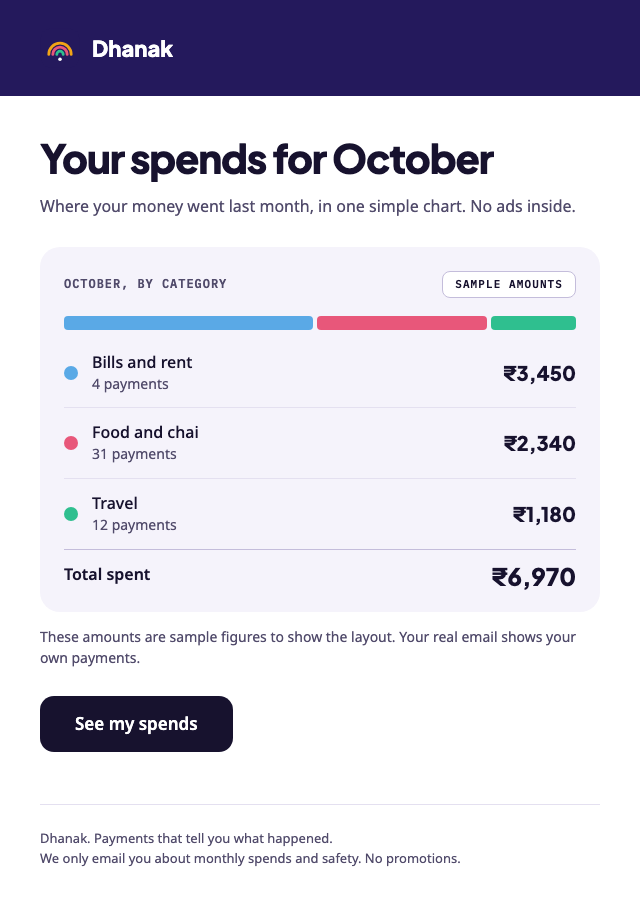 Dhanak
Your spends for October
Where your money went last month, in one simple chart. No ads inside.
OCTOBER, BY CATEGORY
SAMPLE AMOUNTS
Bills and rent
4 payments
₹3,450
Food and chai
31 payments
₹2,340
Travel
12 payments
₹1,180
Total spent
₹6,970
These amounts are sample figures to show the layout. Your real email shows your
own payments.
See my spends
Dhanak. Payments that tell you what happened.
We only email you about monthly spends and safety. No promotions.